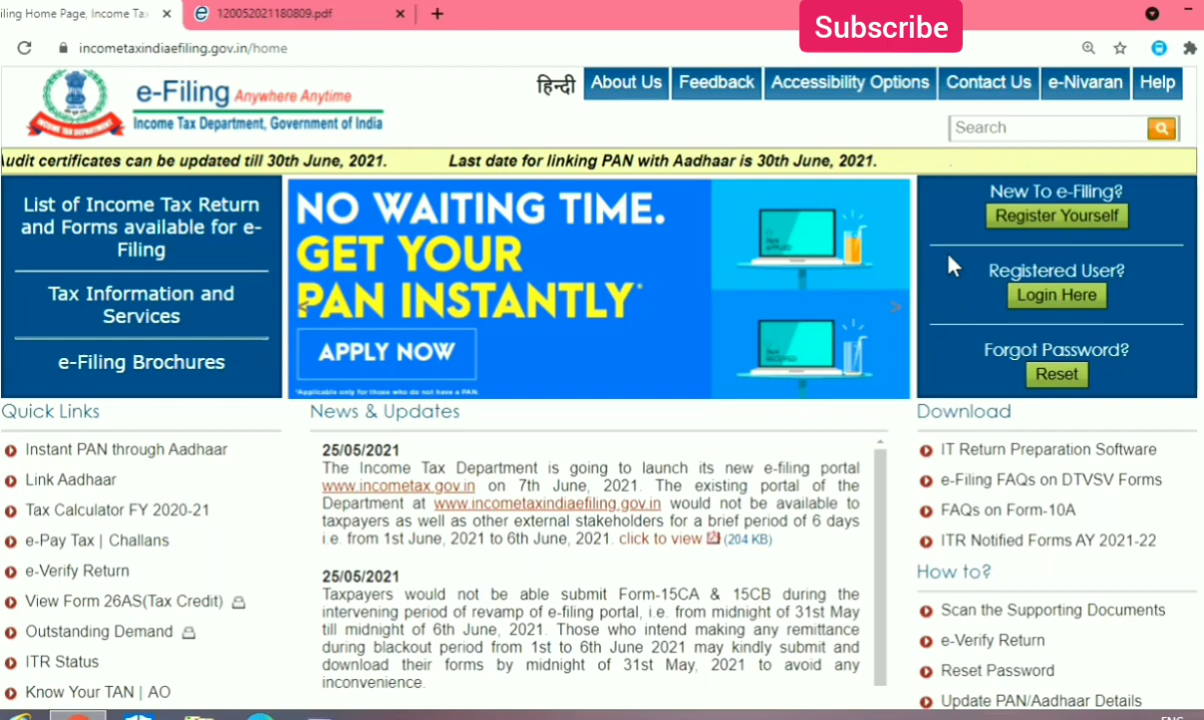 iling Home Page, Income Ta
120052021180809.pdf
Subscribe
incometaxindiaefiling.gov.in/home
e-Filing Anywhere Anytime
Income Tax Department, Government of India
हिन्दी
About Us
Feedback
Accessibility Options
Contact Us
e-Nivaran
Help
Search
Audit certificates can be updated till 30th June, 2021. Last date for linking PAN with Aadhaar is 30th June, 2021.
List of Income Tax Return
and Forms available for e-
Filing
Tax Information and
Services
e-Filing Brochures
NO WAITING TIME.
GET YOUR
PAN INSTANTLY*
APPLY NOW
*Applicable only for those who do not have a PAN.
New To e-Filing?
Register Yourself
Registered User?
Login Here
Forgot Password?
Reset
Quick Links
Instant PAN through Aadhaar
Link Aadhaar
Tax Calculator FY 2020-21
e-Pay Tax | Challans
e-Verify Return
View Form 26AS(Tax Credit)
Outstanding Demand
ITR Status
Know Your TAN | AO
News & Updates
25/05/2021
The Income Tax Department is going to launch its new e-filing portal
www.incometax.gov.in on 7th June, 2021. The existing portal of the
Department at www.incometaxindiaefiling.gov.in would not be available to
taxpayers as well as other external stakeholders for a brief period of 6 days
i.e. from 1st June, 2021 to 6th June, 2021. click to view (204 KB)
25/05/2021
Taxpayers would not be able submit Form-15CA & 15CB during the
intervening period of revamp of e-filing portal, i.e. from midnight of 31st May
till midnight of 6th June, 2021. Those who intend making any remittance
during blackout period from 1st to 6th June 2021 may kindly submit and
download their forms by midnight of 31st May, 2021 to avoid any
inconvenience.
Download
IT Return Preparation Software
e-Filing FAQs on DTVSV Forms
FAQs on Form-10A
ITR Notified Forms AY 2021-22
How to?
Scan the Supporting Documents
e-Verify Return
Reset Password
Update PAN/Aadhaar Details